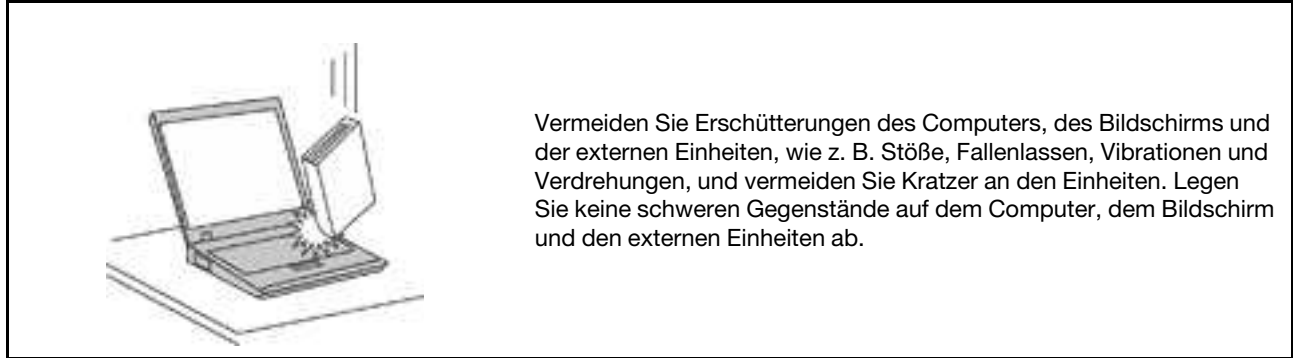 Vermeiden Sie Erschütterungen des Computers, des Bildschirms und
der externen Einheiten, wie z. B. Stöße, Fallenlassen, Vibrationen und
Verdrehungen, und vermeiden Sie Kratzer an den Einheiten. Legen
Sie keine schweren Gegenstände auf dem Computer, dem Bildschirm
und den externen Einheiten ab.